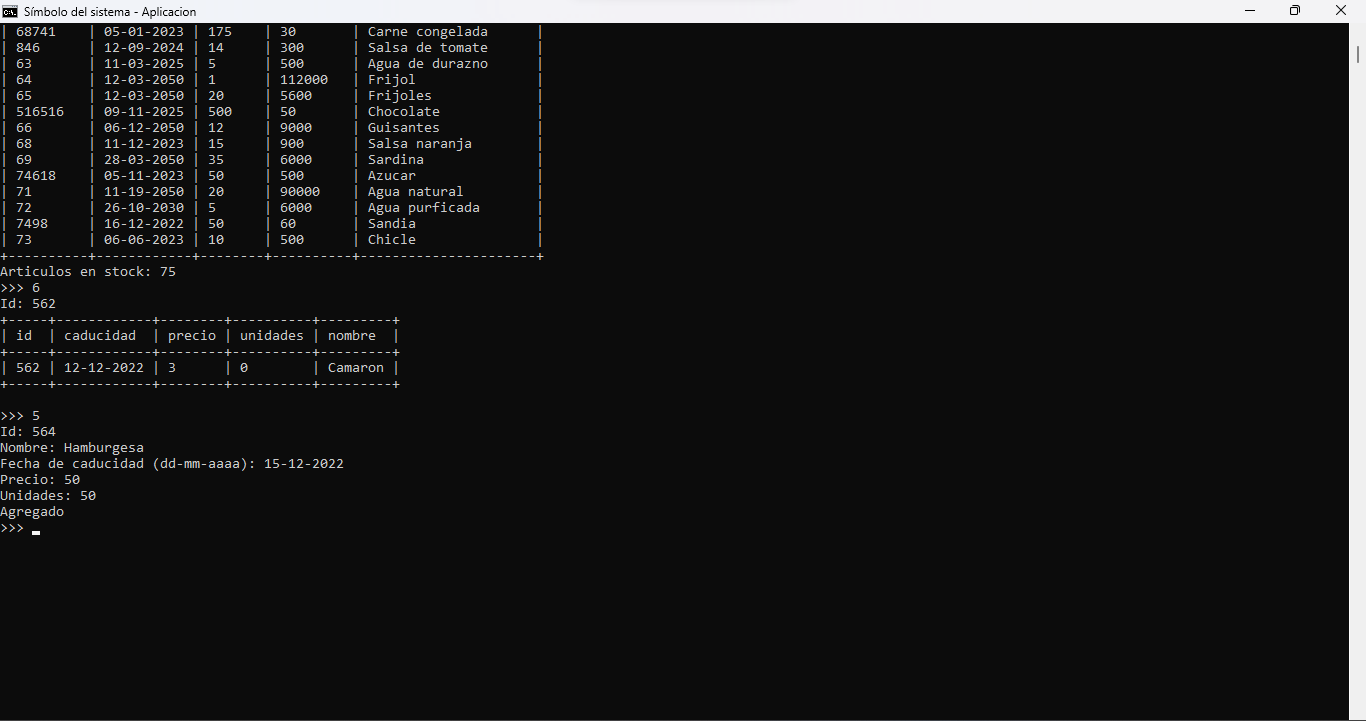 Símbolo del sistema - Aplicacion
| 68741    | 05-01-2023 | 175    | 30       | Carne congelada      |
| 846      | 12-09-2024 | 14     | 300      | Salsa de tomate      |
| 63       | 11-03-2025 | 5      | 500      | Agua de durazno      |
| 64       | 12-03-2050 | 1      | 112000   | Frijol               |
| 65       | 12-03-2050 | 20     | 5600     | Frijoles             |
| 516516   | 09-11-2025 | 500    | 50       | Chocolate            |
| 66       | 06-12-2050 | 12     | 9000     | Guisantes            |
| 68       | 11-12-2023 | 15     | 900      | Salsa naranja        |
| 69       | 28-03-2050 | 35     | 6000     | Sardina              |
| 74618    | 05-11-2023 | 50     | 500      | Azucar               |
| 71       | 11-19-2050 | 20     | 90000    | Agua natural         |
| 72       | 26-10-2030 | 5      | 6000     | Agua purficada       |
| 7498     | 16-12-2022 | 50     | 60       | Sandia               |
| 73       | 06-06-2023 | 10     | 500      | Chicle               |
+----------+------------+--------+----------+----------------------+
Articulos en stock: 75
>>> 6
Id: 562
+-----+------------+--------+----------+---------+
| id  | caducidad  | precio | unidades | nombre  |
+-----+------------+--------+----------+---------+
| 562 | 12-12-2022 | 3      | 0        | Camaron |
+-----+------------+--------+----------+---------+
>>> 5
Id: 564
Nombre: Hamburgesa
Fecha de caducidad (dd-mm-aaaa): 15-12-2022
Precio: 50
Unidades: 50
Agregado
>>>